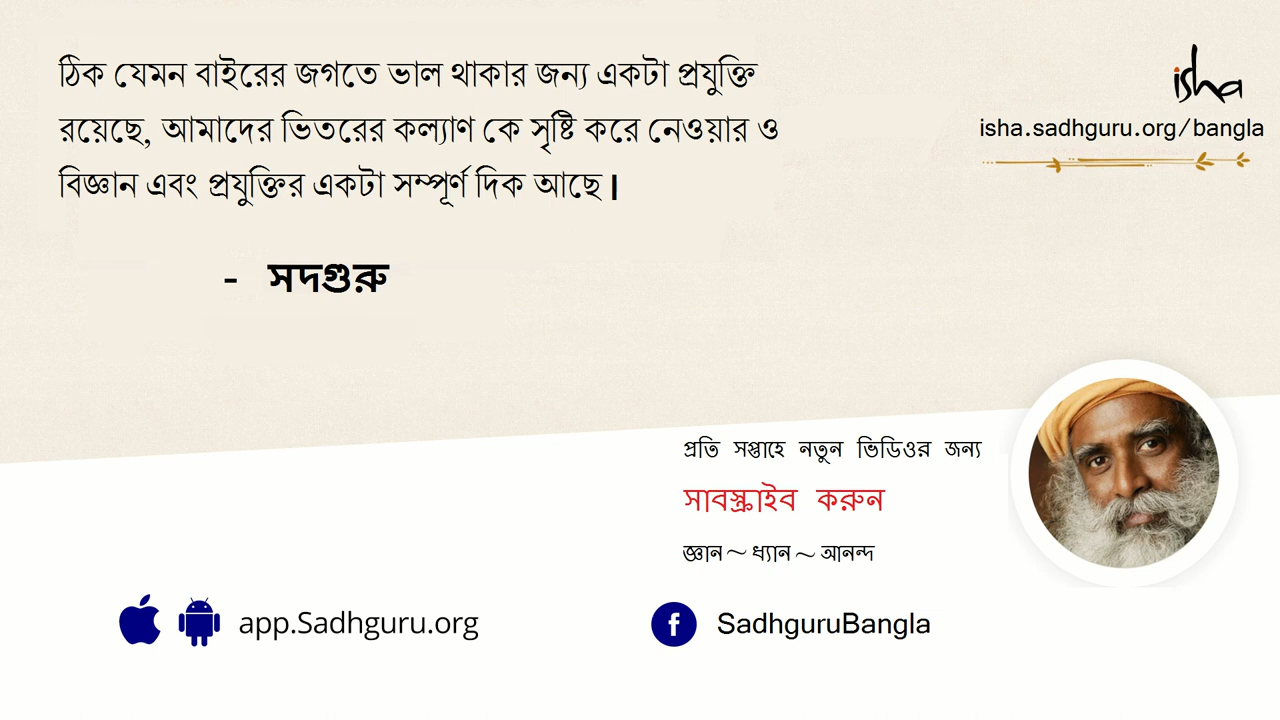 ঠিক যেমন বাইরের জগতে ভাল থাকার জন্য একটা প্রযুক্তি
রয়েছে, আমাদের ভিতরের কল্যাণ কে সৃষ্টি করে নেওয়ার ও
বিজ্ঞান এবং প্রযুক্তির একটা সম্পূর্ণ দিক আছে।
- সদগুরু
isha
isha.sadhguru.org/bangla
প্রতি সপ্তাহে নতুন ভিডিওর জন্য
সাবস্ক্রাইব করুন
জ্ঞান ~ ধ্যান ~ আনন্দ
app.Sadhguru.org
f SadhguruBangla